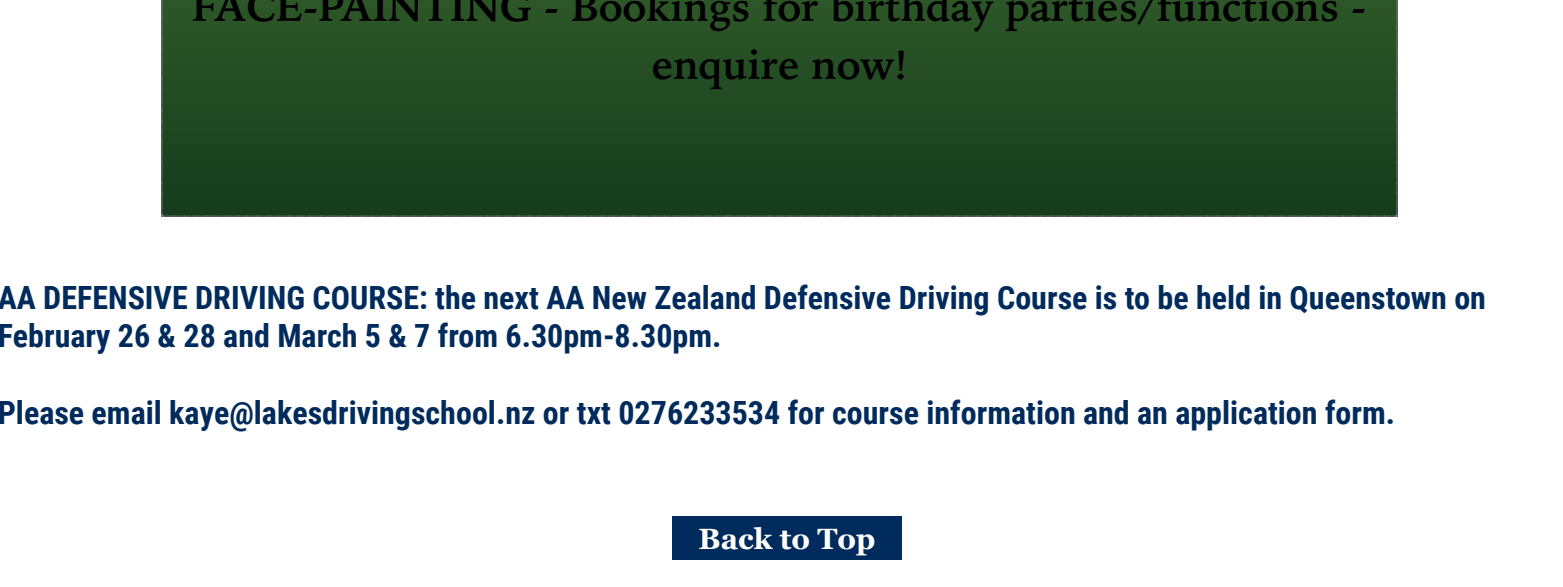 FACE-PAINTING - Bookings for birthday parties/functions -
enquire now!
AA DEFENSIVE DRIVING COURSE: the next AA New Zealand Defensive Driving Course is to be held in Queenstown on
February 26 & 28 and March 5 & 7 from 6.30pm-8.30pm.
Please email kaye@lakesdrivingschool.nz or txt 0276233534 for course information and an application form.
Back to Top